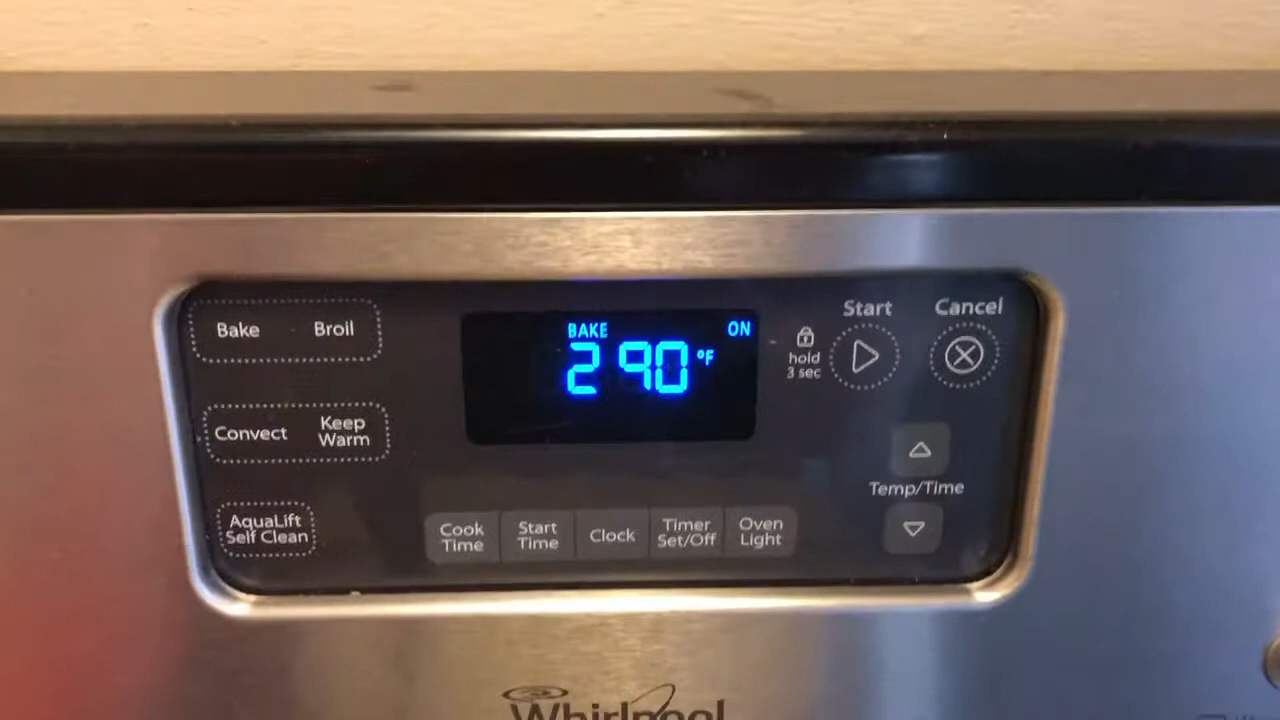 Bake Broil
BAKE ON
290 °F
hold
3 sec
Start
Cancel
Convect
Keep
Warm
Temp/Time
AquaLift
Self Clean
Cook
Time
Start
Time
Clock
Timer
Set/Off
Oven
Light
Whirlpool